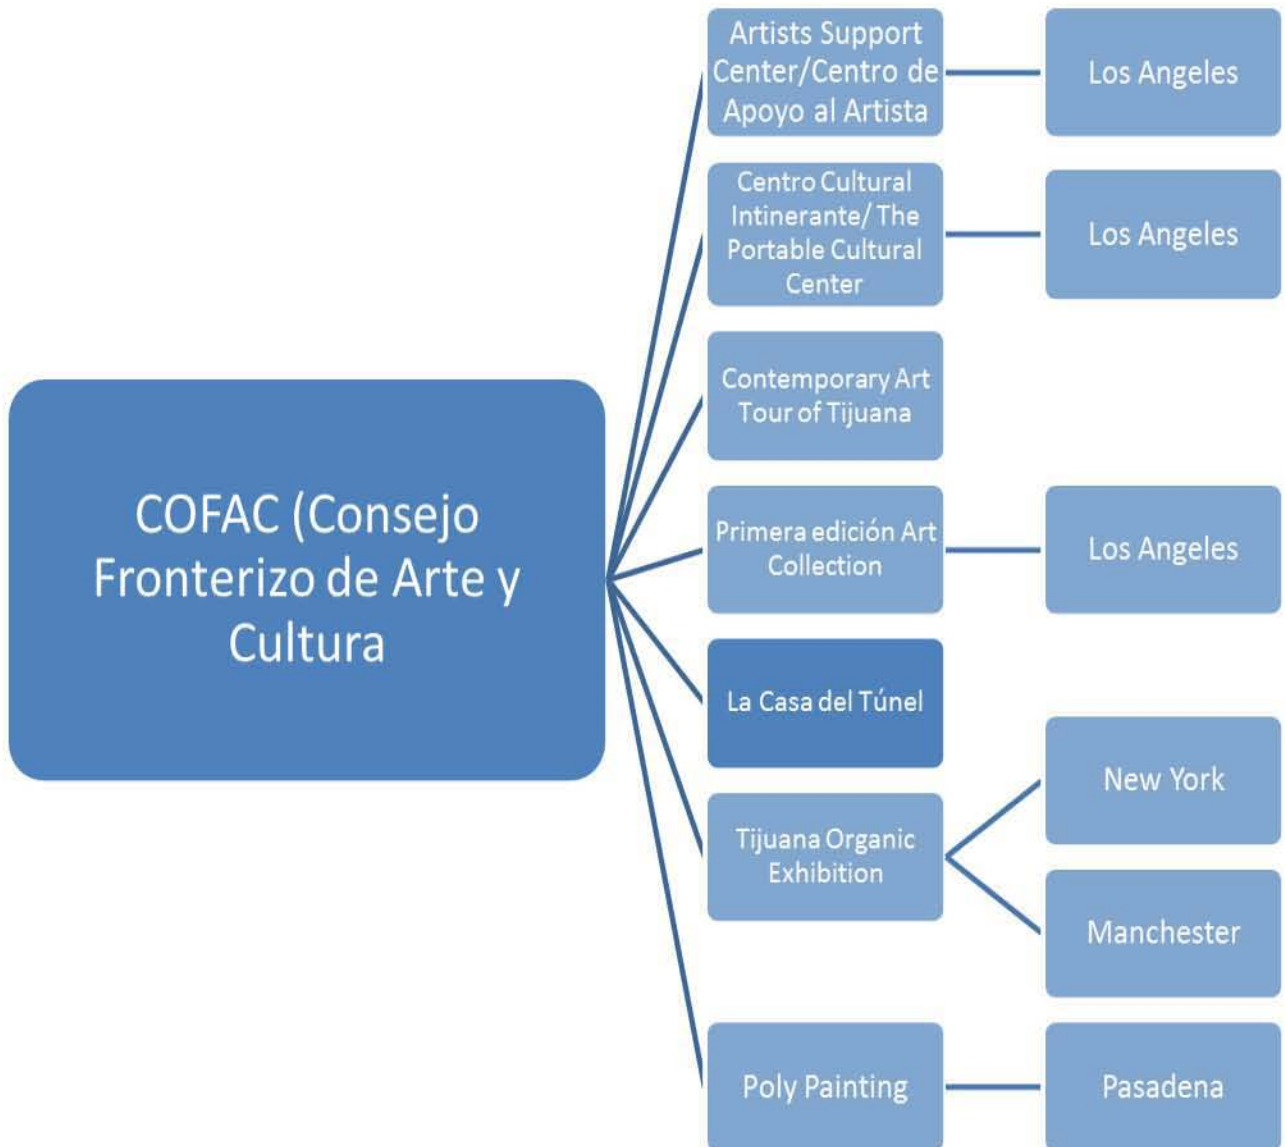 COFAC (Consejo
Fronterizo de Arte y
Cultura
Artists Support
Center/Centro de
Apoyo al Artista
Los Angeles
Centro Cultural
Intinerante/ The
Portable Cultural
Center
Los Angeles
Contemporary Art
Tour of Tijuana
Primera edición Art
Collection
Los Angeles
La Casa del Túnel
Tijuana Organic
Exhibition
New York
Manchester
Poly Painting
Pasadena